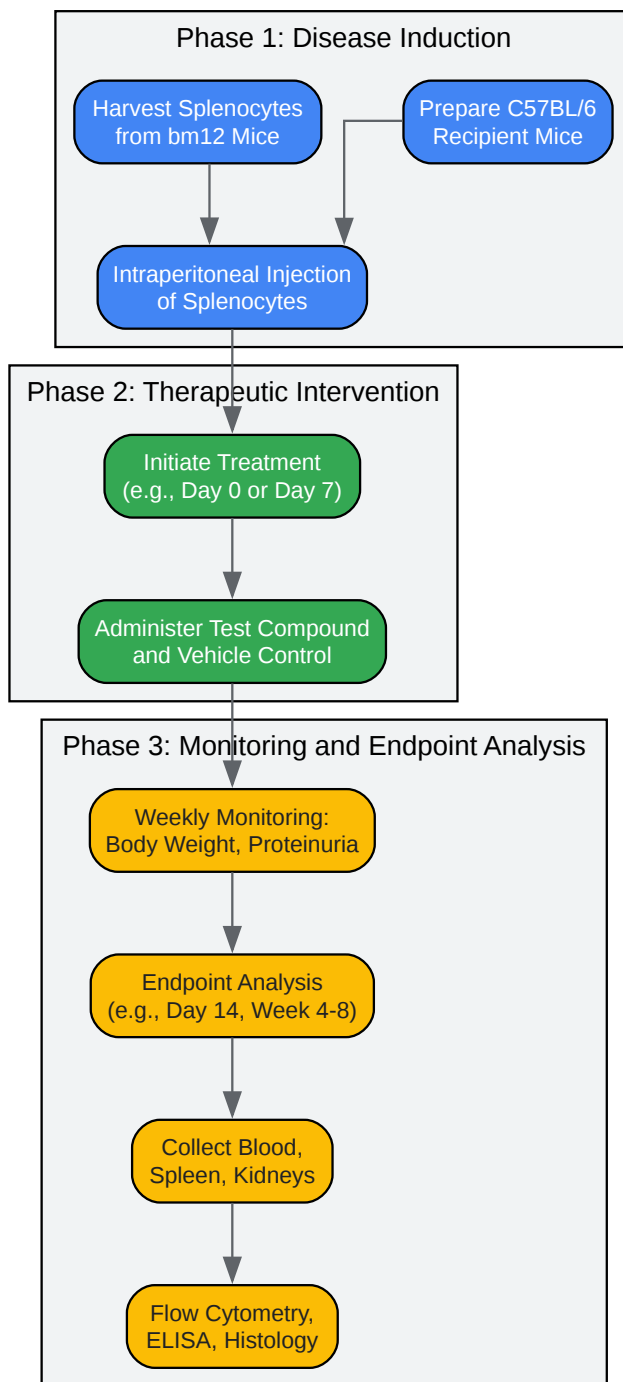 Phase 1: Disease Induction
Harvest Splenocytes
from bm12 Mice
Prepare C57BL/6
Recipient Mice
Intraperitoneal Injection
of Splenocytes
Phase 2: Therapeutic Intervention
Initiate Treatment
(e.g., Day 0 or Day 7)
Administer Test Compound
and Vehicle Control
Phase 3: Monitoring and Endpoint Analysis
Weekly Monitoring:
Body Weight, Proteinuria
Endpoint Analysis
(e.g., Day 14, Week 4-8)
Collect Blood,
Spleen, Kidneys
Flow Cytometry,
ELISA, Histology